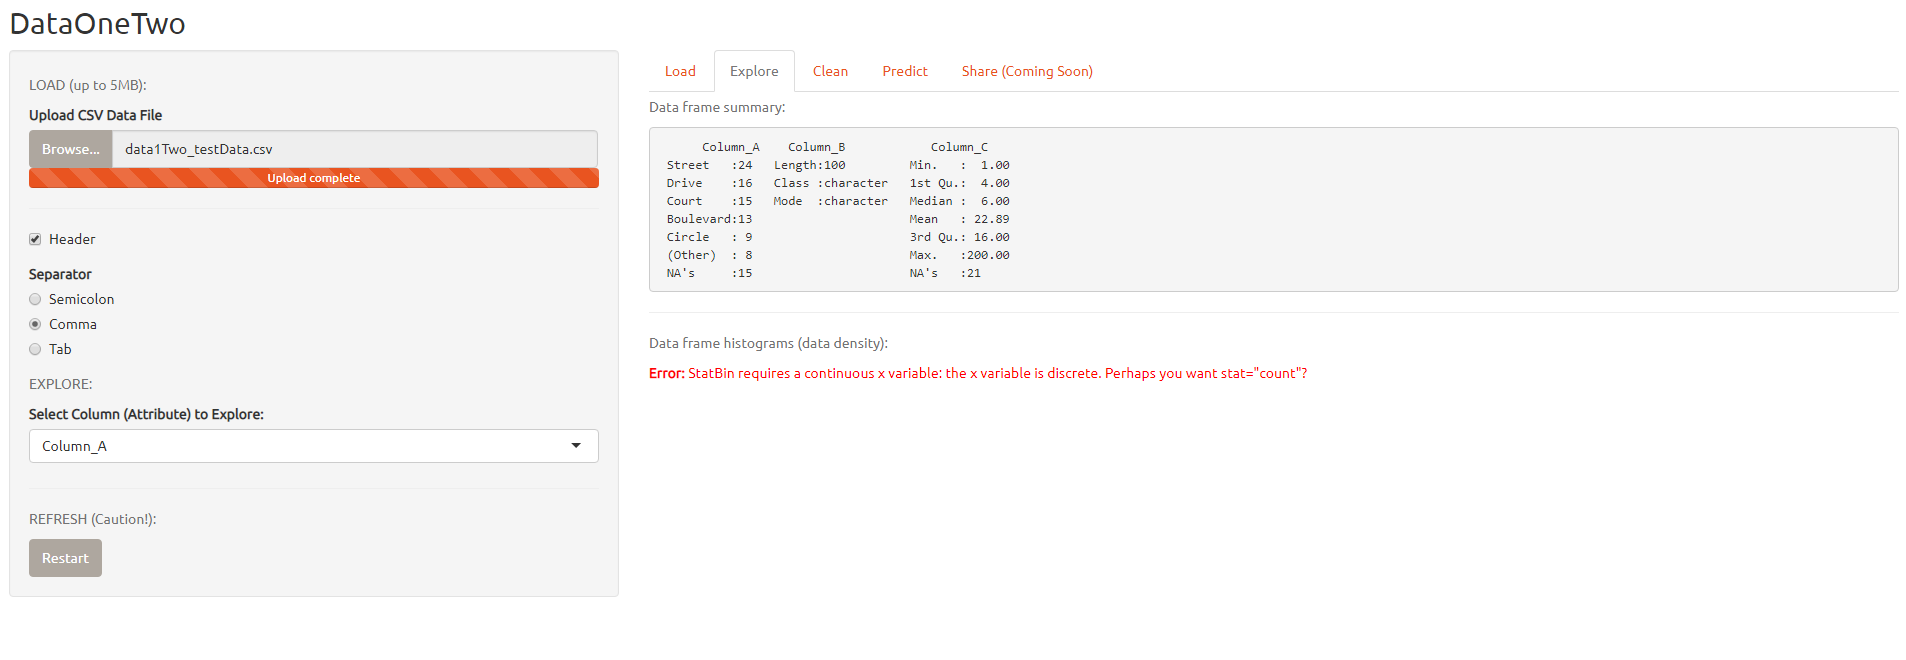 DataOneTwo
LOAD (up to 5MB):
Upload CSV Data File
Browse... data1Two_testData.csv
Upload complete
Header
Separator
Semicolon
Comma
Tab
EXPLORE:
Select Column (Attribute) to Explore:
Column_A
REFRESH (Caution!):
Restart
Load Explore Clean Predict Share (Coming Soon)
Data frame summary:
Column_A Column_B Column_C
Street :24 Length:100 Min. : 1.00
Drive :16 Class :character 1st Qu.: 4.00
Court :15 Mode :character Median : 6.00
Boulevard:13 Mean : 22.89
Circle : 9 3rd Qu.: 16.00
(Other) : 8 Max. :200.00
NA's :15 NA's :21
Data frame histograms (data density):
Error: StatBin requires a continuous x variable: the x variable is discrete. Perhaps you want stat="count"?